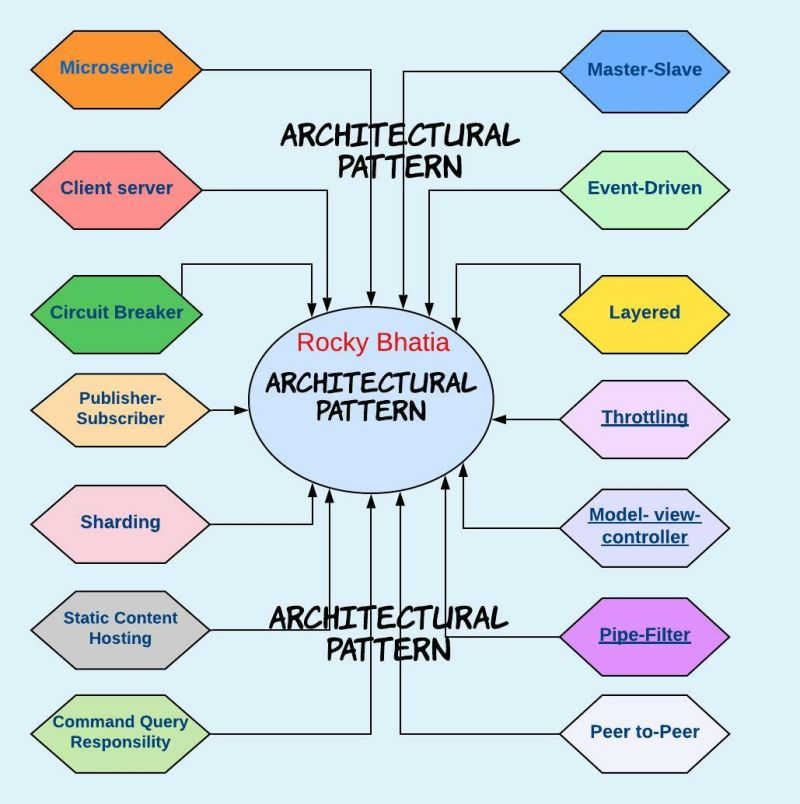 Microservice
Master-Slave
ARCHITECTURAL
PATTERN
Client server
Event-Driven
Circuit Breaker
Layered
Rocky Bhatia
ARCHITECTURAL
PATTERN
Publisher-
Subscriber
Throttling
Sharding
Model- view-
controller
Static Content
Hosting
ARCHITECTURAL
PATTERN
Pipe-Filter
Command Query
Responsility
Peer to-Peer